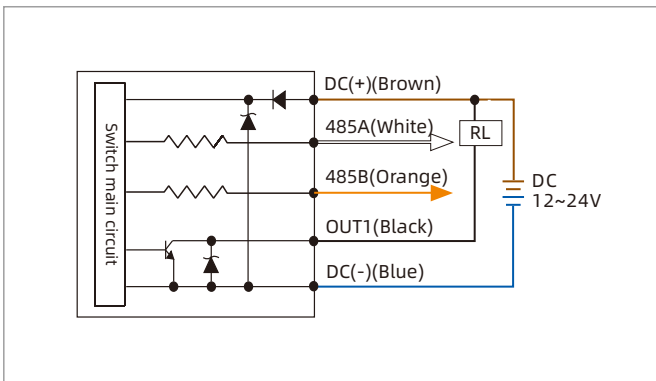 DC(+)(Brown)
485A(White)
RL
Switch main circuit
485B(Orange)
DC
12~24V
OUT1(Black)
DC(-)(Blue)